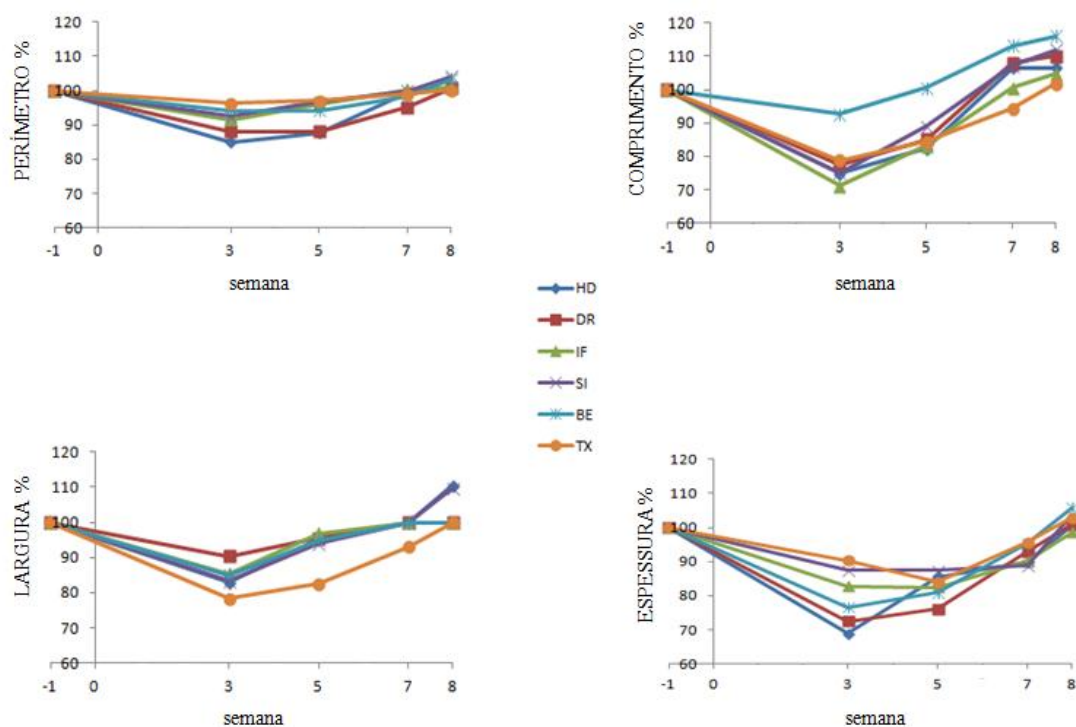 PERÍMETRO %
120
110
100
90
80
70
60
-1 0 3 5 7 8
semana
COMPRIMENTO %
120
110
100
90
80
70
60
-1 0 3 5 7 8
semana
HD
DR
IF
SI
BE
TX
LARGURA %
120
110
100
90
80
70
60
-1 0 3 5 7 8
semana
ESPESSURA %
120
110
100
90
80
70
60
-1 0 3 5 7 8
semana